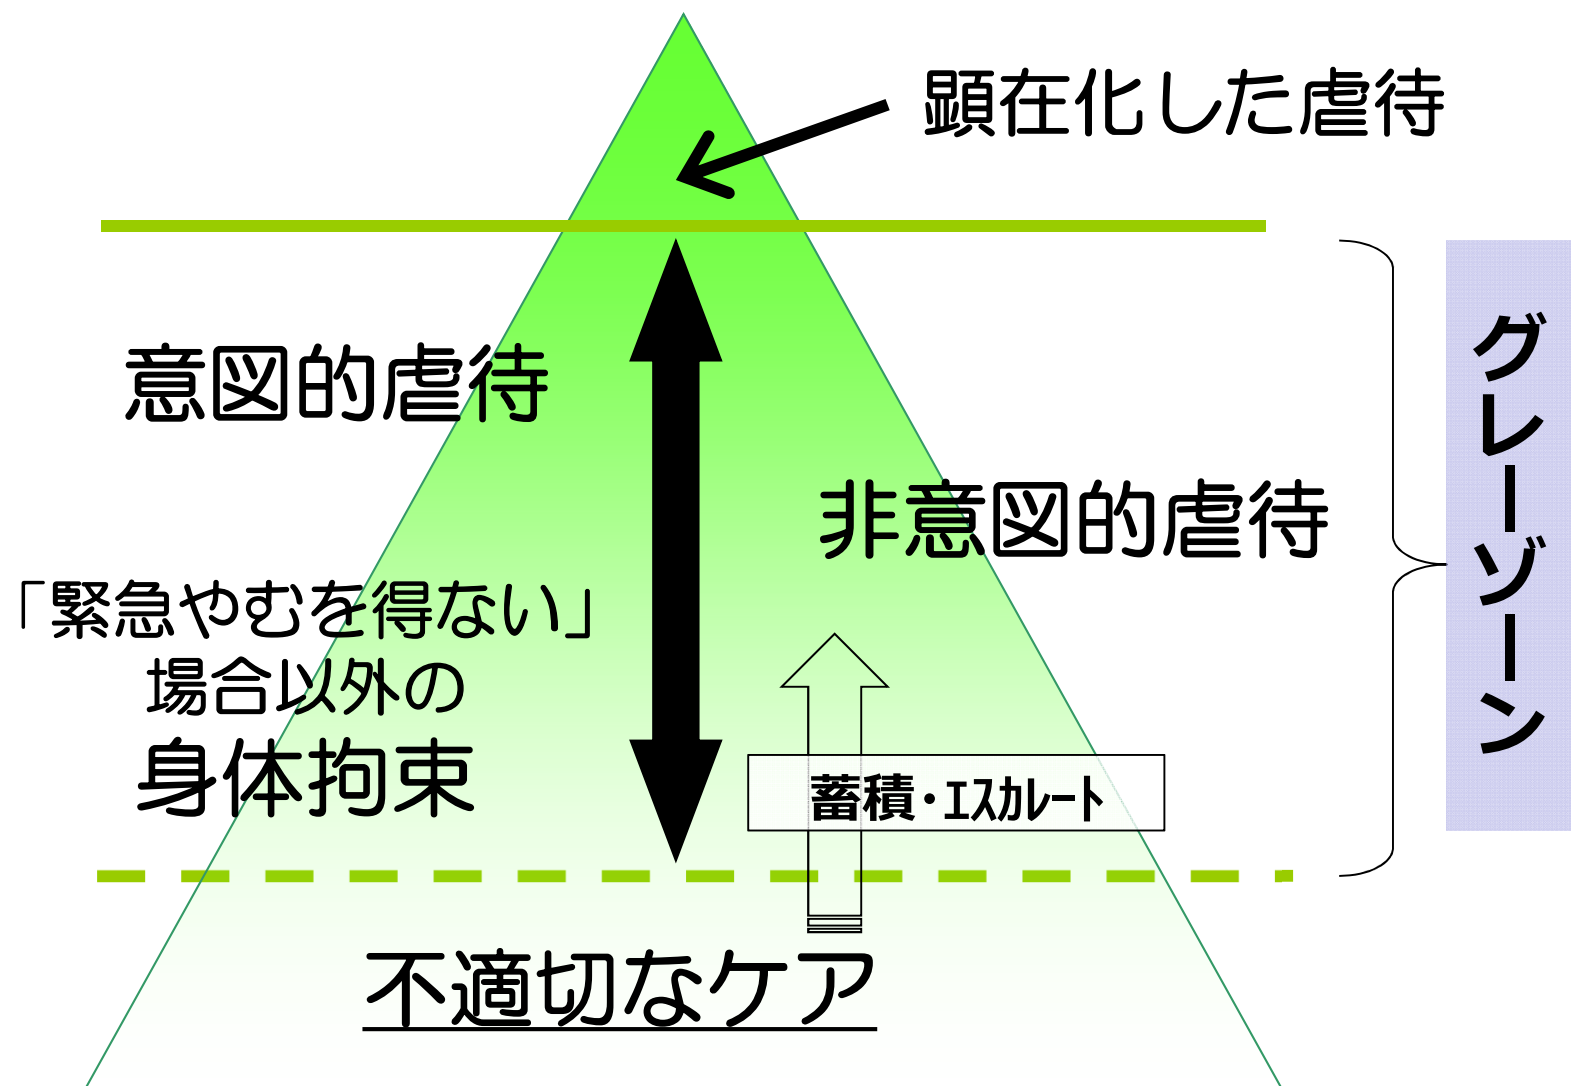 顕在化した虐待
意図的虐待
非意図的虐待
「緊急やむを得ない」
場合以外の
身体拘束
蓄積・ｴｽｶﾚｰﾄ
不適切なケア
グレーゾーン